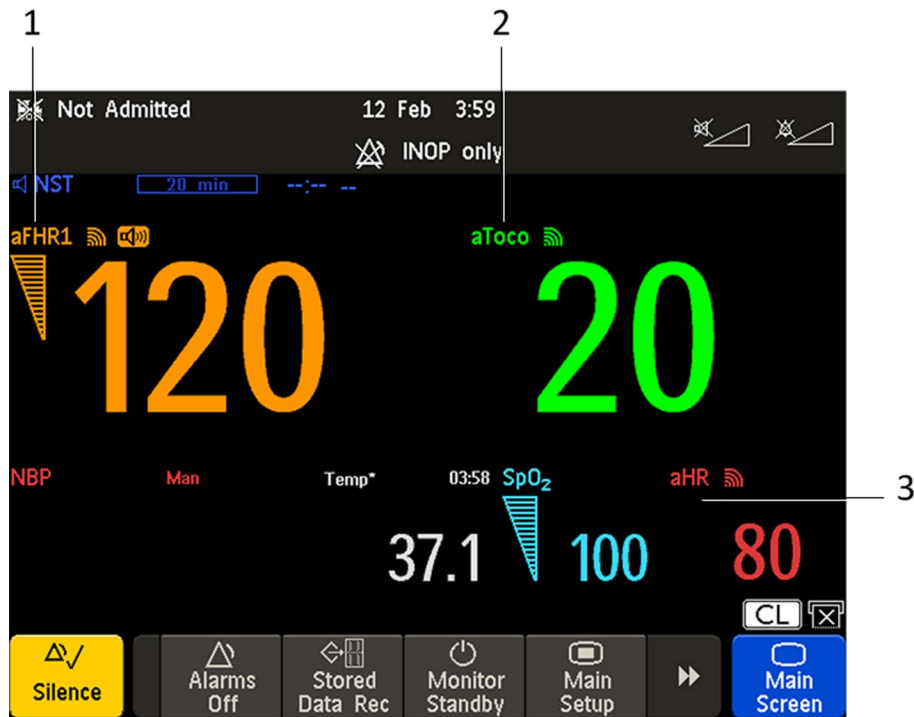 1
2
Not Admitted
12 Feb 3:59
INOP only
NST
20 min
--:-- --
aFHR1
aToco
120
20
NBP
Man
Temp*
03:58
SpO₂
aHR
3
37.1
100
80
CL
Silence
Alarms
Off
Stored
Data Rec
Monitor
Standby
Main
Setup
Main
Screen